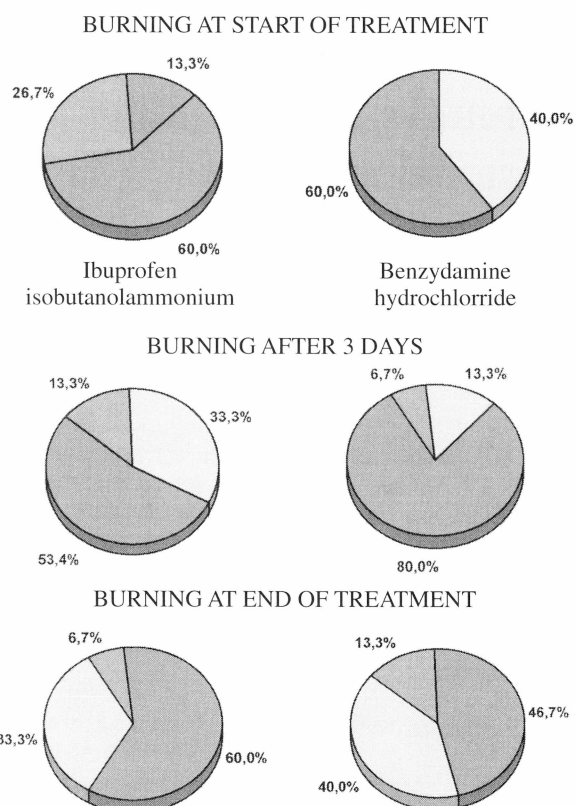 BURNING AT START OF TREATMENT
13,3%
26,7%
40,0%
60,0%
60,0%
Ibuprofen
isobutanolammonium
Benzydamine
hydrochlorride
BURNING AFTER 3 DAYS
13,3%
33,3%
6,7%
13,3%
53,4%
80,0%
BURNING AT END OF TREATMENT
6,7%
33,3%
60,0%
13,3%
46,7%
40,0%